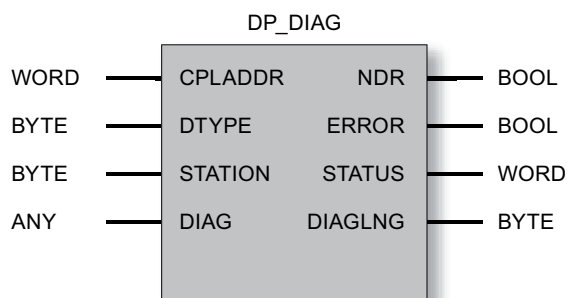 DP_DIAG
WORD CPLADDR NDR BOOL
BYTE DTYPE ERROR BOOL
BYTE STATION STATUS WORD
ANY DIAG DIAGLNG BYTE